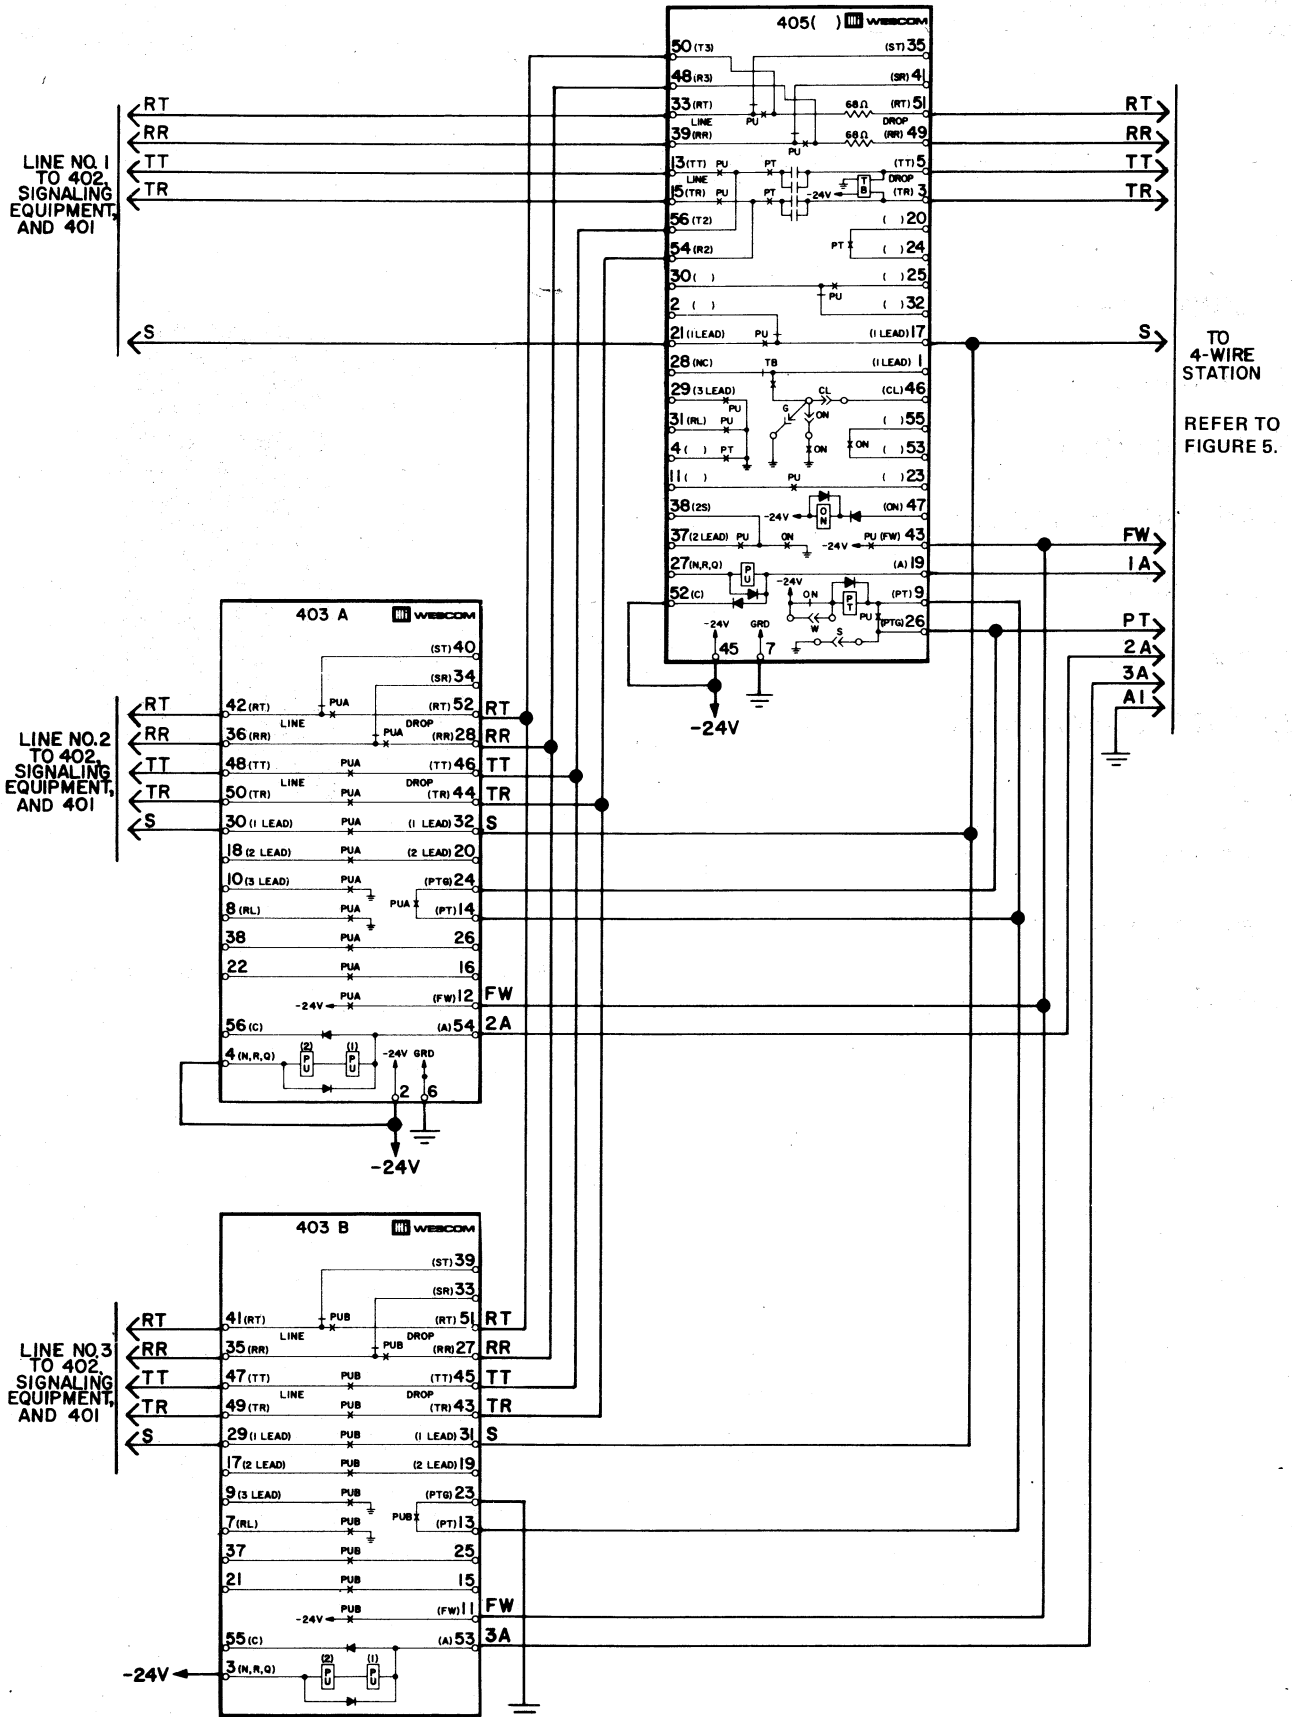 405( ) WESCOM
50 (T3)
(ST) 35
48 (R3)
(SR) 41
33 (RT)
LINE
PU
68Ω
(RT) 51
DROP
39 (RR)
PU
68Ω
(RR) 49
13 (TT) PU PT
LINE
(TT) 5
DROP
-24V
TB
15 (TR) PU PT
(TR) 3
56 (T2)
( ) 20
54 (R2)
PT
( ) 24
30 ( )
( ) 25
PU
2 ( )
( ) 32
21 (1 LEAD) PU
(1 LEAD) 17
28 (NC) TB
(1 LEAD) 1
29 (3 LEAD)
PU
G
CL
ON
(CL) 46
31 (RL) PU
( ) 55
4 ( ) PT
ON
ON
( ) 53
11 ( )
PU
( ) 23
38 (2S)
-24V
ON
(ON) 47
37 (2 LEAD) PU ON
-24V PU (FW) 43
27 (N,R,Q)
PU
(A) 19
52 (C)
-24V
ON
PT
W
S
PU
(PT) 9
(PTG) 26
-24V GRD
45 7
-24V
RT
RR
TT
TR
S
LINE NO. 1
TO 402,
SIGNALING
EQUIPMENT,
AND 401
RT
RR
TT
TR
S
TO
4-WIRE
STATION
REFER TO
FIGURE 5.
FW
1A
PT
2A
3A
A1
403 A WESCOM
(ST) 40
(SR) 34
42 (RT) PUA (RT) 52 RT
LINE DROP
36 (RR) PUA (RR) 28 RR
48 (TT) PUA (TT) 46 TT
LINE DROP
50 (TR) PUA (TR) 44 TR
30 (1 LEAD) PUA (1 LEAD) 32 S
18 (2 LEAD) PUA (2 LEAD) 20
10 (3 LEAD) PUA (PTG) 24
PUA
8 (RL) PUA (PT) 14
38 PUA 26
22 PUA 16
-24V PUA (FW) 12 FW
56 (C) (A) 54 2A
4 (N,R,Q) (2) PU (1) PU -24V GRD
2 6
-24V
RT
RR
TT
TR
S
LINE NO. 2
TO 402,
SIGNALING
EQUIPMENT,
AND 401
403 B WESCOM
(ST) 39
(SR) 33
41 (RT) PUB (RT) 51 RT
LINE DROP
35 (RR) PUB (RR) 27 RR
47 (TT) PUB (TT) 45 TT
LINE DROP
49 (TR) PUB (TR) 43 TR
29 (1 LEAD) PUB (1 LEAD) 31 S
17 (2 LEAD) PUB (2 LEAD) 19
9 (3 LEAD) PUB (PTG) 23
PUB
7 (RL) PUB (PT) 13
37 PUB 25
21 PUB 15
-24V PUB (FW) 11 FW
55 (C) (A) 53 3A
-24V 3 (N,R,Q) (2) PU (1) PU
RT
RR
TT
TR
S
LINE NO. 3
TO 402,
SIGNALING
EQUIPMENT,
AND 401